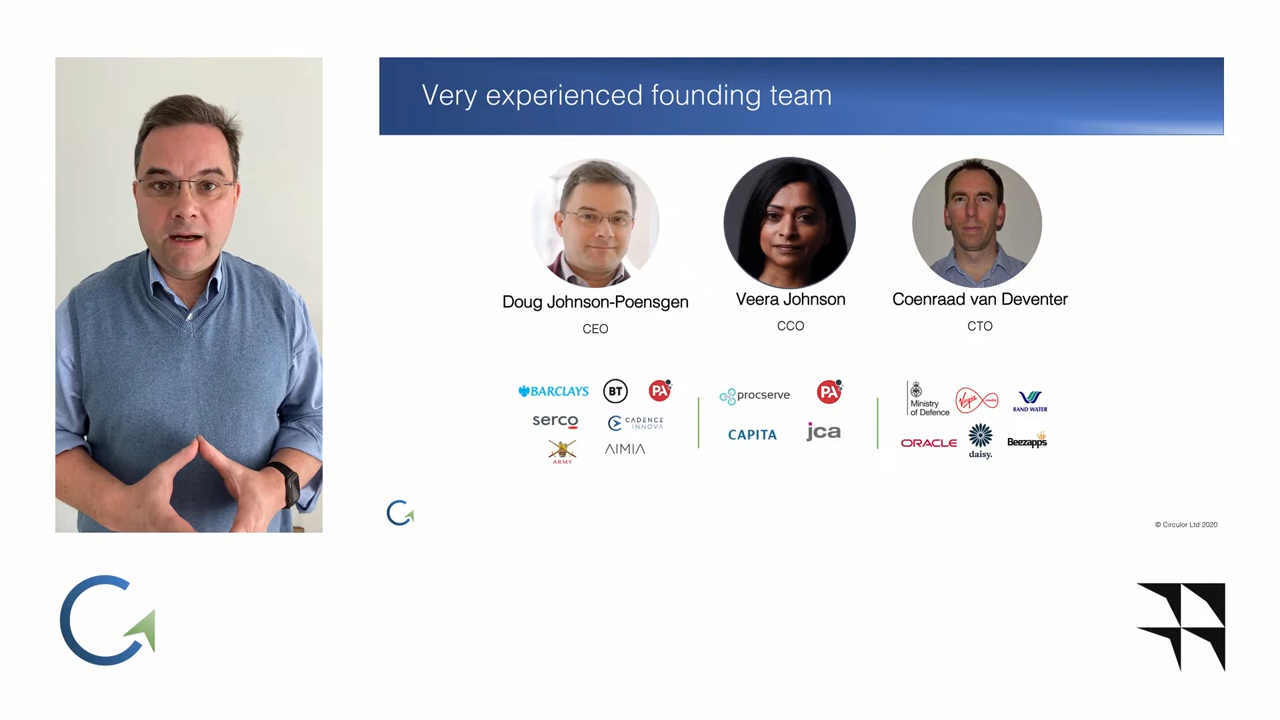 Very experienced founding team
Doug Johnson-Poensgen
CEO
Veera Johnson
CCO
Coenraad van Deventer
CTO
BARCLAYS
BT
PA
serco
CADENCE
INNOVA
ARMY
AIMIA
procserve
PA
CAPITA
jca
Ministry
of Defence
Virgin media
RAND WATER
ORACLE
daisy.
Beezapps
© Circulor Ltd 2020